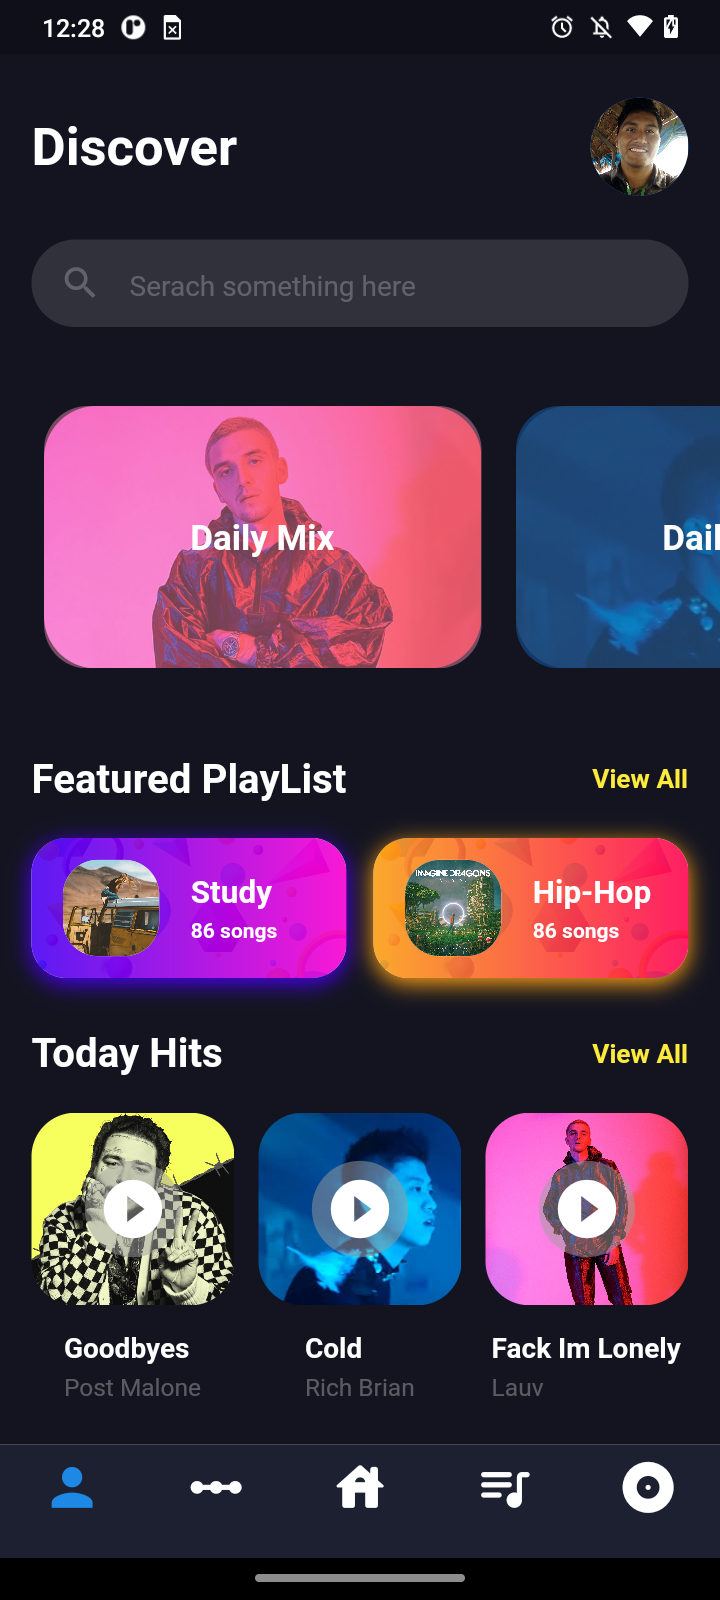 12:28
Discover
Serach something here
Daily Mix
Dail
Featured PlayList
View All
IMAGINE DRAGONS
Study
86 songs
Hip-Hop
86 songs
Today Hits
View All
Goodbyes
Cold
Fack Im Lonely
Post Malone
Rich Brian
Lauv